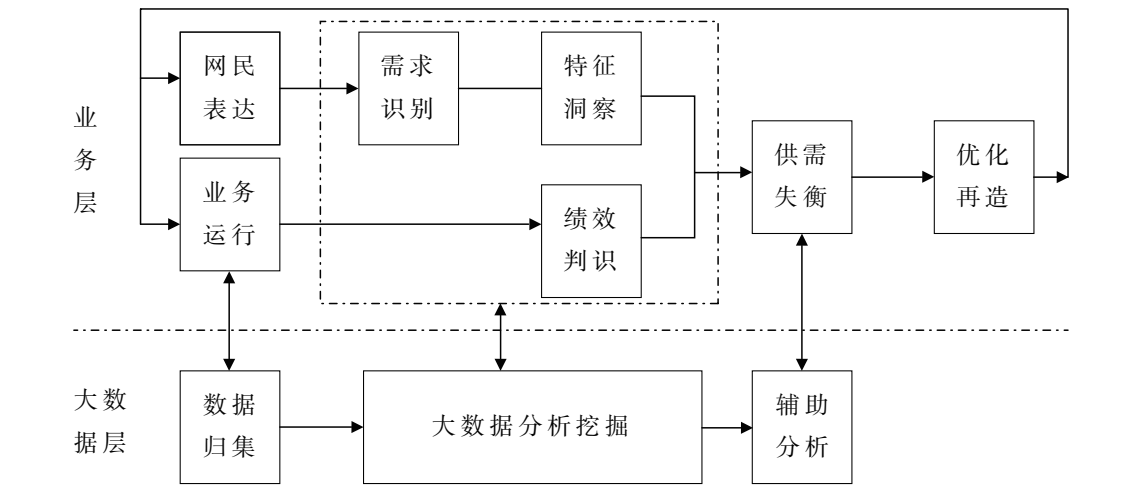 网民
表达
需求
识别
特征
洞察
业
务
层
业务
运行
绩效
判识
供需
失衡
优化
再造
大数
据层
数据
归集
大数据分析挖掘
辅助
分析